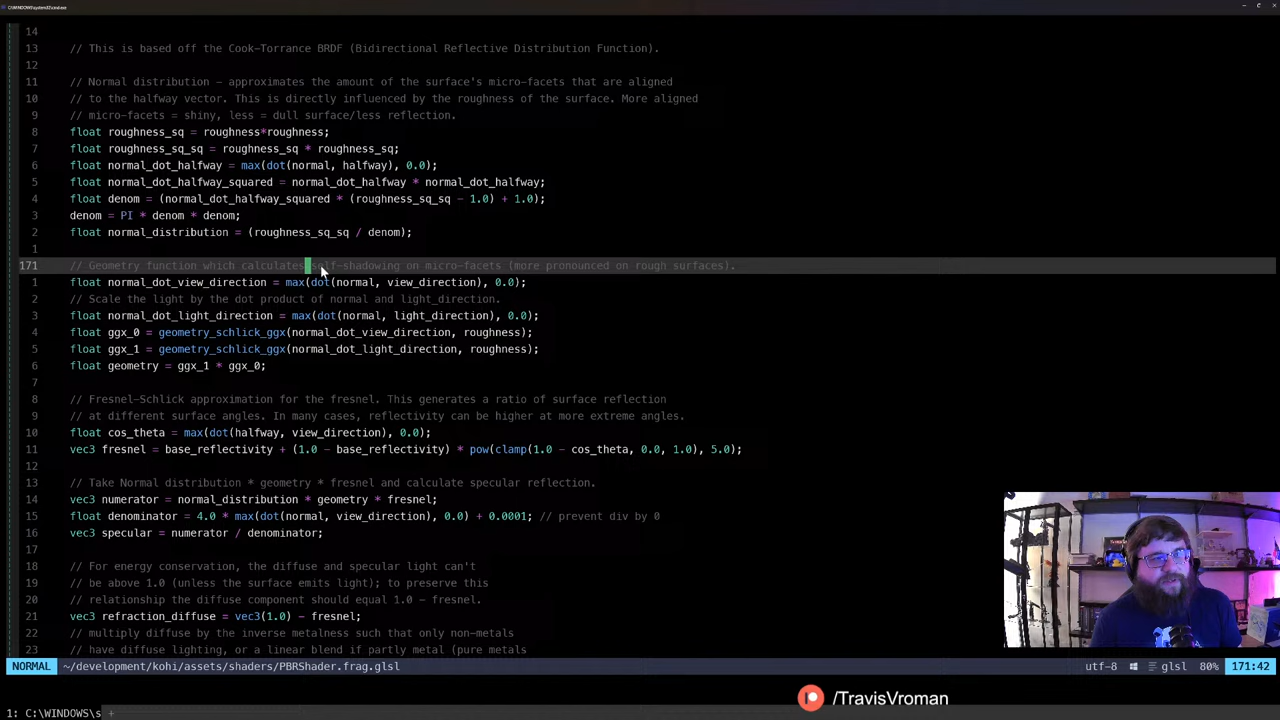 C:\WINDOWS\system32\cmd.exe
14
13 // This is based off the Cook-Torrance BRDF (Bidirectional Reflective Distribution Function).
12
11 // Normal distribution - approximates the amount of the surface's micro-facets that are aligned
10 // to the halfway vector. This is directly influenced by the roughness of the surface. More aligned
9 // micro-facets = shiny, less = dull surface/less reflection.
8 float roughness_sq = roughness*roughness;
7 float roughness_sq_sq = roughness_sq * roughness_sq;
6 float normal_dot_halfway = max(dot(normal, halfway), 0.0);
5 float normal_dot_halfway_squared = normal_dot_halfway * normal_dot_halfway;
4 float denom = (normal_dot_halfway_squared * (roughness_sq_sq - 1.0) + 1.0);
3 denom = PI * denom * denom;
2 float normal_distribution = (roughness_sq_sq / denom);
1
171 // Geometry function which calculates self-shadowing on micro-facets (more pronounced on rough surfaces).
1 float normal_dot_view_direction = max(dot(normal, view_direction), 0.0);
2 // Scale the light by the dot product of normal and light_direction.
3 float normal_dot_light_direction = max(dot(normal, light_direction), 0.0);
4 float ggx_0 = geometry_schlick_ggx(normal_dot_view_direction, roughness);
5 float ggx_1 = geometry_schlick_ggx(normal_dot_light_direction, roughness);
6 float geometry = ggx_1 * ggx_0;
7
8 // Fresnel-Schlick approximation for the fresnel. This generates a ratio of surface reflection
9 // at different surface angles. In many cases, reflectivity can be higher at more extreme angles.
10 float cos_theta = max(dot(halfway, view_direction), 0.0);
11 vec3 fresnel = base_reflectivity + (1.0 - base_reflectivity) * pow(clamp(1.0 - cos_theta, 0.0, 1.0), 5.0);
12
13 // Take Normal distribution * geometry * fresnel and calculate specular reflection.
14 vec3 numerator = normal_distribution * geometry * fresnel;
15 float denominator = 4.0 * max(dot(normal, view_direction), 0.0) + 0.0001; // prevent div by 0
16 vec3 specular = numerator / denominator;
17
18 // For energy conservation, the diffuse and specular light can't
19 // be above 1.0 (unless the surface emits light); to preserve this
20 // relationship the diffuse component should equal 1.0 - fresnel.
21 vec3 refraction_diffuse = vec3(1.0) - fresnel;
22 // multiply diffuse by the inverse metalness such that only non-metals
23 // have diffuse lighting, or a linear blend if partly metal (pure metals
NORMAL ~/development/kohi/assets/shaders/PBRShader.frag.glsl utf-8 glsl 80% 171:42
/TravisVroman
1: C:\WINDOWS\s +